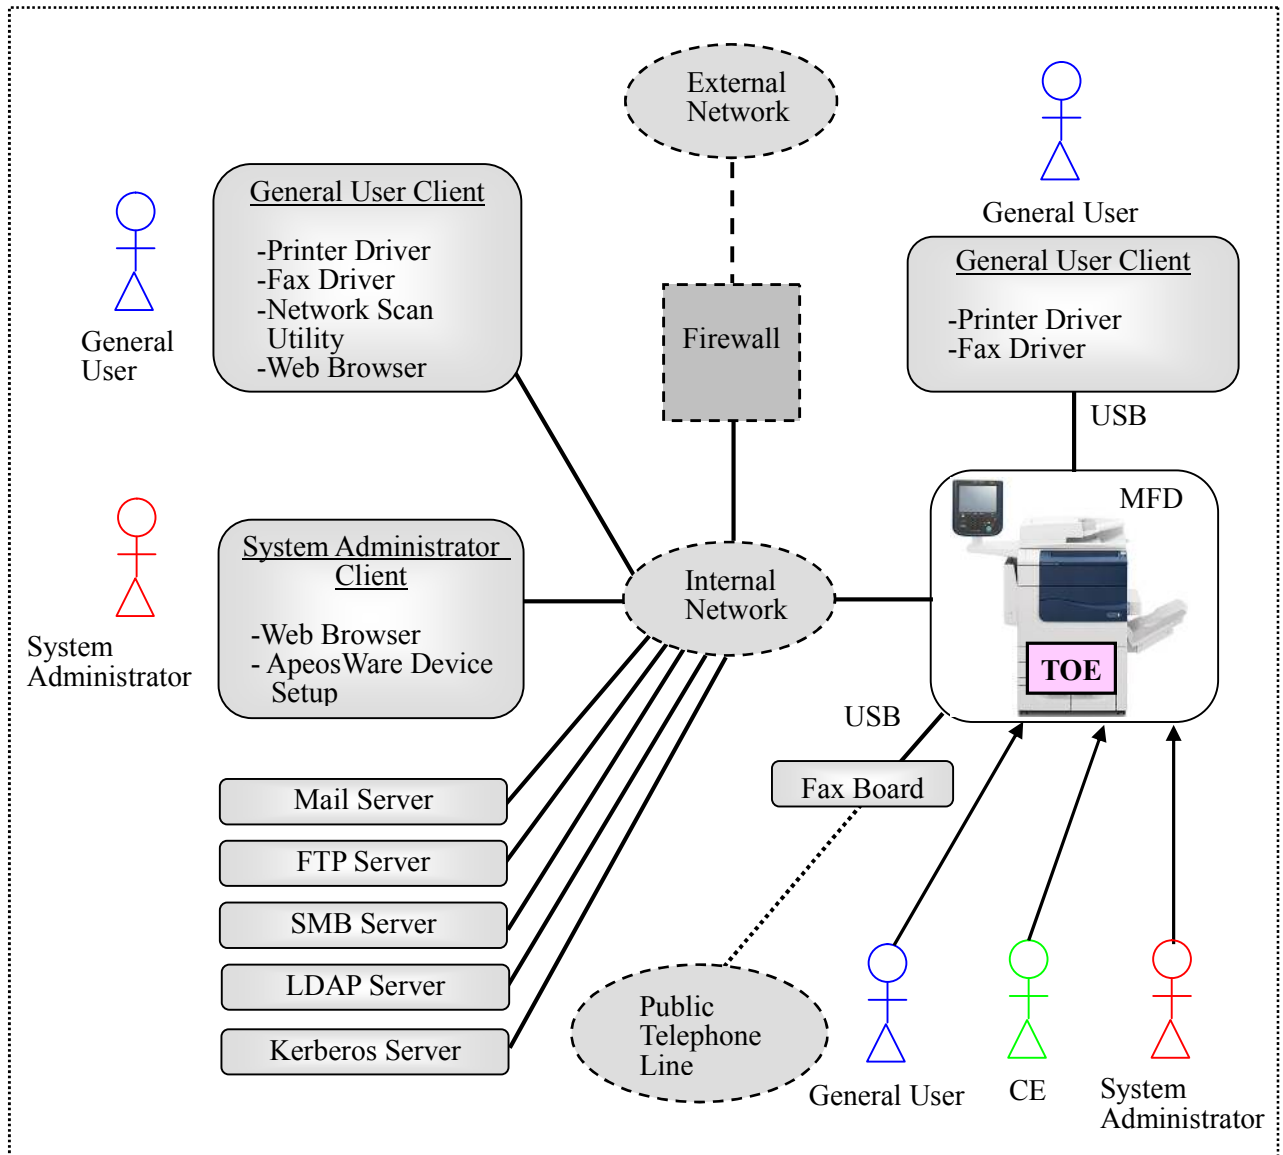 External
Network
General User
General User Client
-Printer Driver
-Fax Driver
-Network Scan
Utility
-Web Browser
General
User
Firewall
General User Client
-Printer Driver
-Fax Driver
USB
MFD
TOE
System Administrator
Client
-Web Browser
- ApeosWare Device
Setup
System
Administrator
Internal
Network
USB
Fax Board
Mail Server
FTP Server
SMB Server
LDAP Server
Kerberos Server
Public
Telephone
Line
General User
CE
System
Administrator